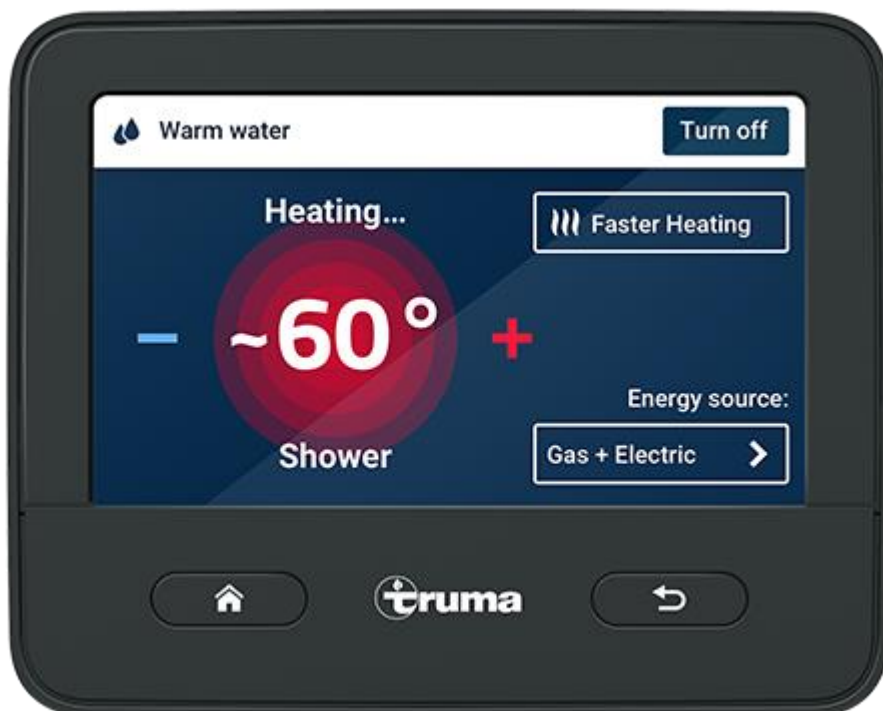 Warm water
Turn off
Heating...
Faster Heating
~60°
− +
Shower
Energy source:
Gas + Electric
truma